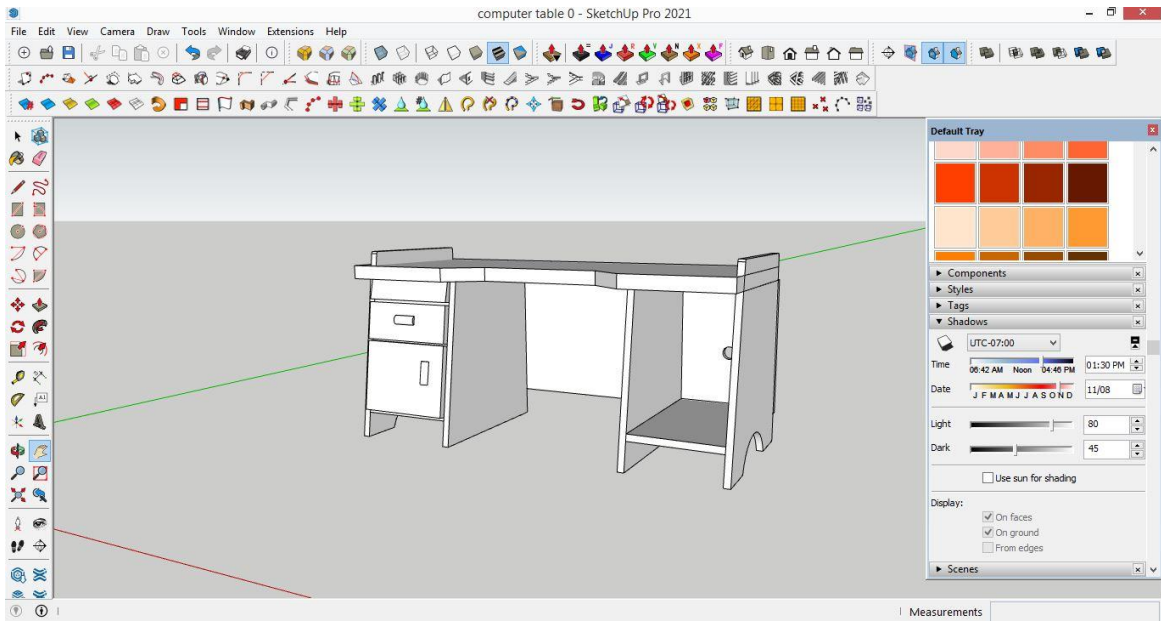 computer table 0 - SketchUp Pro 2021
File Edit View Camera Draw Tools Window Extensions Help
Default Tray
Components
Styles
Tags
Shadows
UTC-07:00
Time 06:42 AM Noon 04:46 PM 01:30 PM
Date J F M A M J J A S O N D 11/08
Light 80
Dark 45
Use sun for shading
Display:
On faces
On ground
From edges
Scenes
Measurements